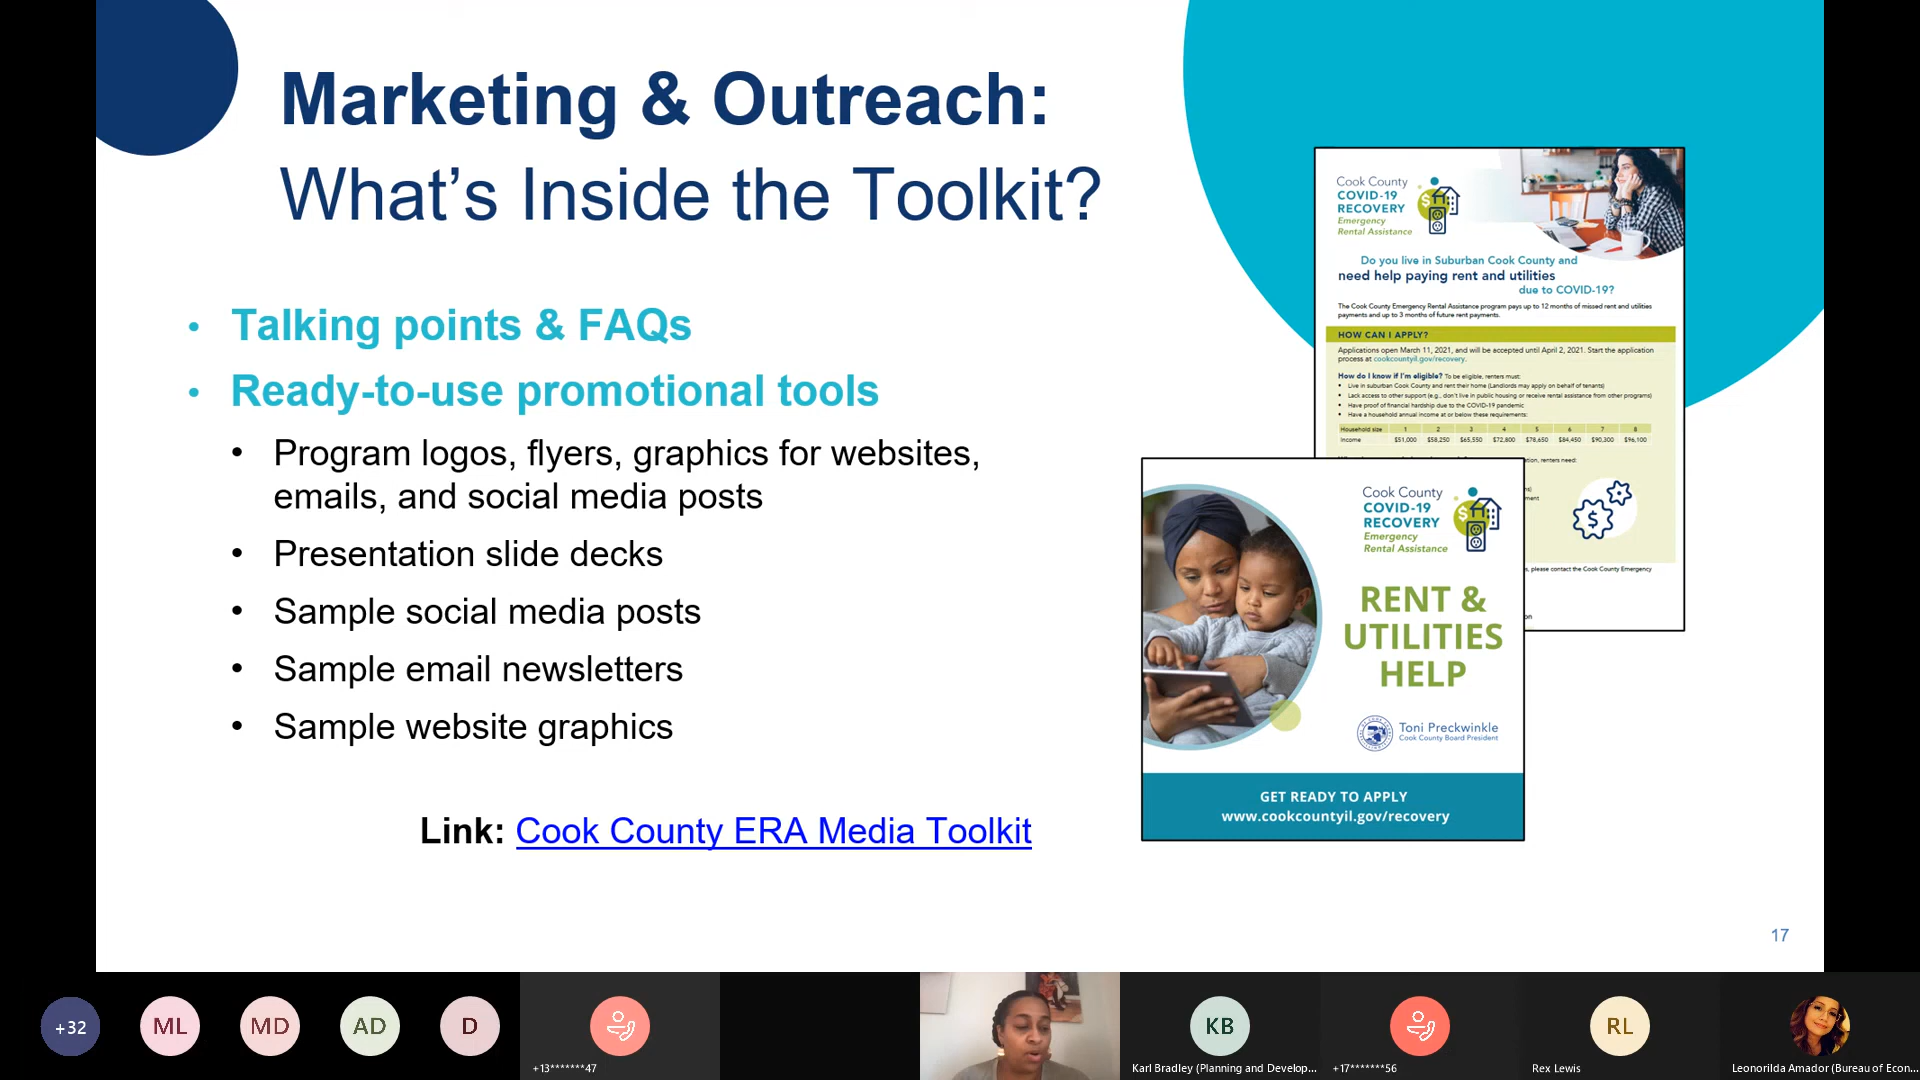 Marketing & Outreach:
What’s Inside the Toolkit?
• Talking points & FAQs
• Ready-to-use promotional tools
• Program logos, flyers, graphics for websites,
emails, and social media posts
• Presentation slide decks
• Sample social media posts
• Sample email newsletters
• Sample website graphics
Link: Cook County ERA Media Toolkit
Cook County
COVID-19
RECOVERY
Emergency
Rental Assistance
Do you live in Suburban Cook County and
need help paying rent and utilities
due to COVID-19?
The Cook County Emergency Rental Assistance program pays up to 12 months of missed rent and utilities
payments and up to 3 months of future rent payments.
HOW CAN I APPLY?
Applications open March 11, 2021, and will be accepted until April 2, 2021. Start the application
process at cookcountyil.gov/recovery.
How do I know if I'm eligible? To be eligible, renters must:
• Live in suburban Cook County and rent their home (Landlords may apply on behalf of tenants)
• Lack access to other support (e.g., don't live in public housing or receive rental assistance from other programs)
• Have proof of financial hardship due to the COVID-19 pandemic
• Have a household annual income at or below these requirements:
Household size 1 2 3 4 5 6 7 8
Income $51,000 $58,250 $65,550 $72,800 $78,650 $84,450 $90,300 $96,100
renters need:
please contact the Cook County Emergency
Cook County
COVID-19
RECOVERY
Emergency
Rental Assistance
RENT &
UTILITIES
HELP
Toni Preckwinkle
Cook County Board President
GET READY TO APPLY
www.cookcountyil.gov/recovery
17
+32
ML
MD
AD
D
+13*******47
KB
Karl Bradley (Planning and Develop...
+17*******56
RL
Rex Lewis
Leonorilda Amador (Bureau of Econ...